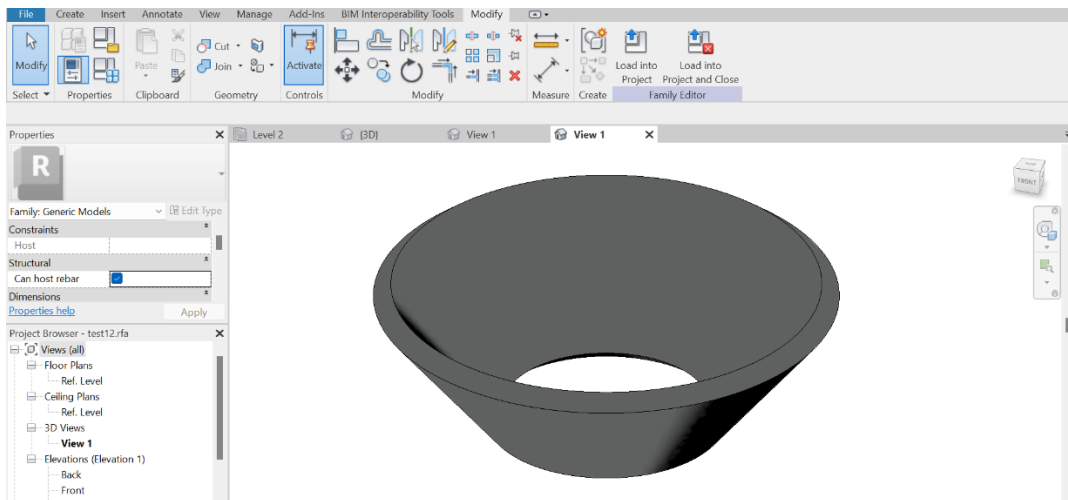 File Create Insert Annotate View Manage Add-Ins BIM Interoperability Tools Modify
Modify Paste Cut Join Activate Load into Project Load into Project and Close
Select Properties Clipboard Geometry Controls Modify Measure Create Family Editor
Properties Level 2 {3D} View 1 View 1
R
FRONT
Family: Generic Models Edit Type
Constraints
Host
Structural
Can host rebar
Dimensions
Properties help Apply
Project Browser - test12.rfa
Views (all)
Floor Plans
Ref. Level
Ceiling Plans
Ref. Level
3D Views
View 1
Elevations (Elevation 1)
Back
Front